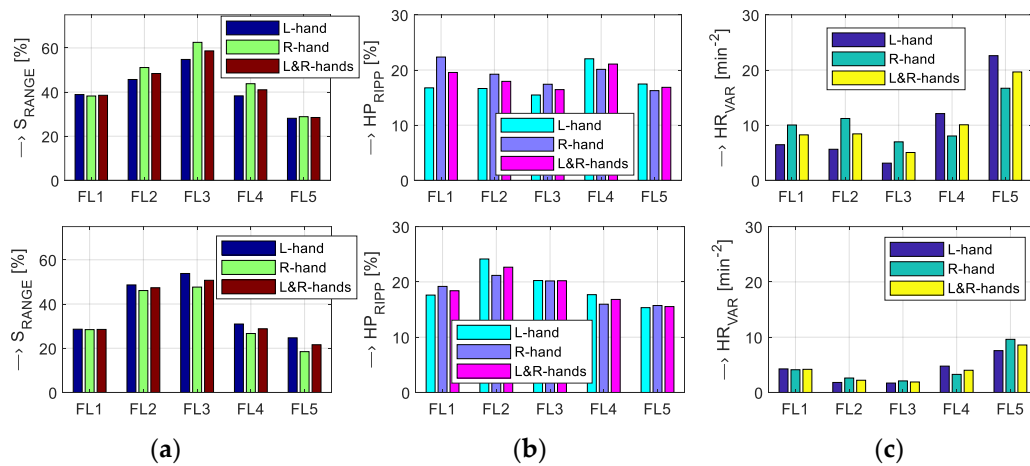 → S_RANGE [%]
60
40
20
0
L-hand
R-hand
L&R-hands
FL1 FL2 FL3 FL4 FL5
→ HP_RIPP [%]
30
20
10
0
L-hand
R-hand
L&R-hands
FL1 FL2 FL3 FL4 FL5
→ HR_VAR [min^-2]
30
20
10
0
L-hand
R-hand
L&R-hands
FL1 FL2 FL3 FL4 FL5
→ S_RANGE [%]
60
40
20
0
L-hand
R-hand
L&R-hands
FL1 FL2 FL3 FL4 FL5
→ HP_RIPP [%]
30
20
10
0
L-hand
R-hand
L&R-hands
FL1 FL2 FL3 FL4 FL5
→ HR_VAR [min^-2]
30
20
10
0
L-hand
R-hand
L&R-hands
FL1 FL2 FL3 FL4 FL5
(a) (b) (c)